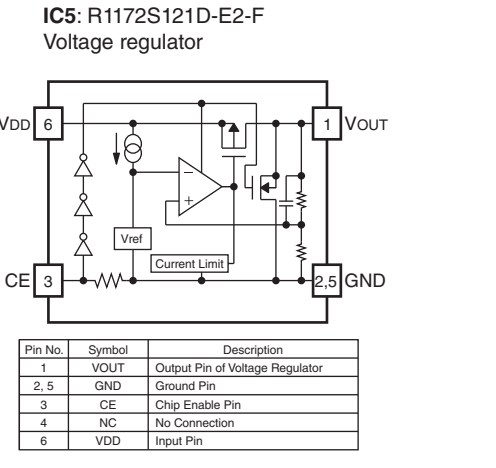 IC5: R1172S121D-E2-F
Voltage regulator
VDD 6
1 VOUT
−
+
Vref
Current Limit
CE 3
2,5 GND
Pin No. Symbol Description
1 VOUT Output Pin of Voltage Regulator
2, 5 GND Ground Pin
3 CE Chip Enable Pin
4 NC No Connection
6 VDD Input Pin